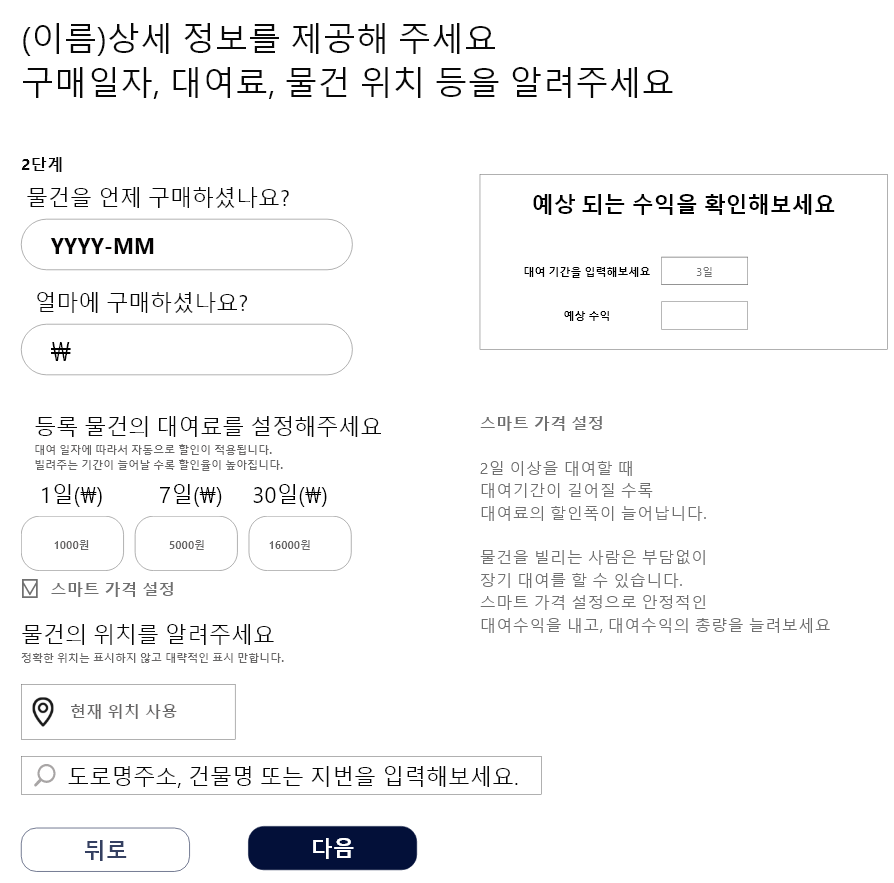 (이름)상세 정보를 제공해 주세요
구매일자, 대여료, 물건 위치 등을 알려주세요
2단계
물건을 언제 구매하셨나요?
YYYY-MM
얼마에 구매하셨나요?
₩
등록 물건의 대여료를 설정해주세요
대여 일자에 따라서 자동으로 할인이 적용됩니다.
빌려주는 기간이 늘어날 수록 할인율이 높아집니다.
1일(₩) 7일(₩) 30일(₩)
1000원 5000원 16000원
스마트 가격 설정
물건의 위치를 알려주세요
정확한 위치는 표시하지 않고 대략적인 표시 만합니다.
현재 위치 사용
도로명주소, 건물명 또는 지번을 입력해보세요.
뒤로 다음
예상 되는 수익을 확인해보세요
대여 기간을 입력해보세요 3일
예상 수익
스마트 가격 설정
2일 이상을 대여할 때
대여기간이 길어질 수록
대여료의 할인폭이 늘어납니다.
물건을 빌리는 사람은 부담없이
장기 대여를 할 수 있습니다.
스마트 가격 설정으로 안정적인
대여수익을 내고, 대여수익의 총량을 늘려보세요